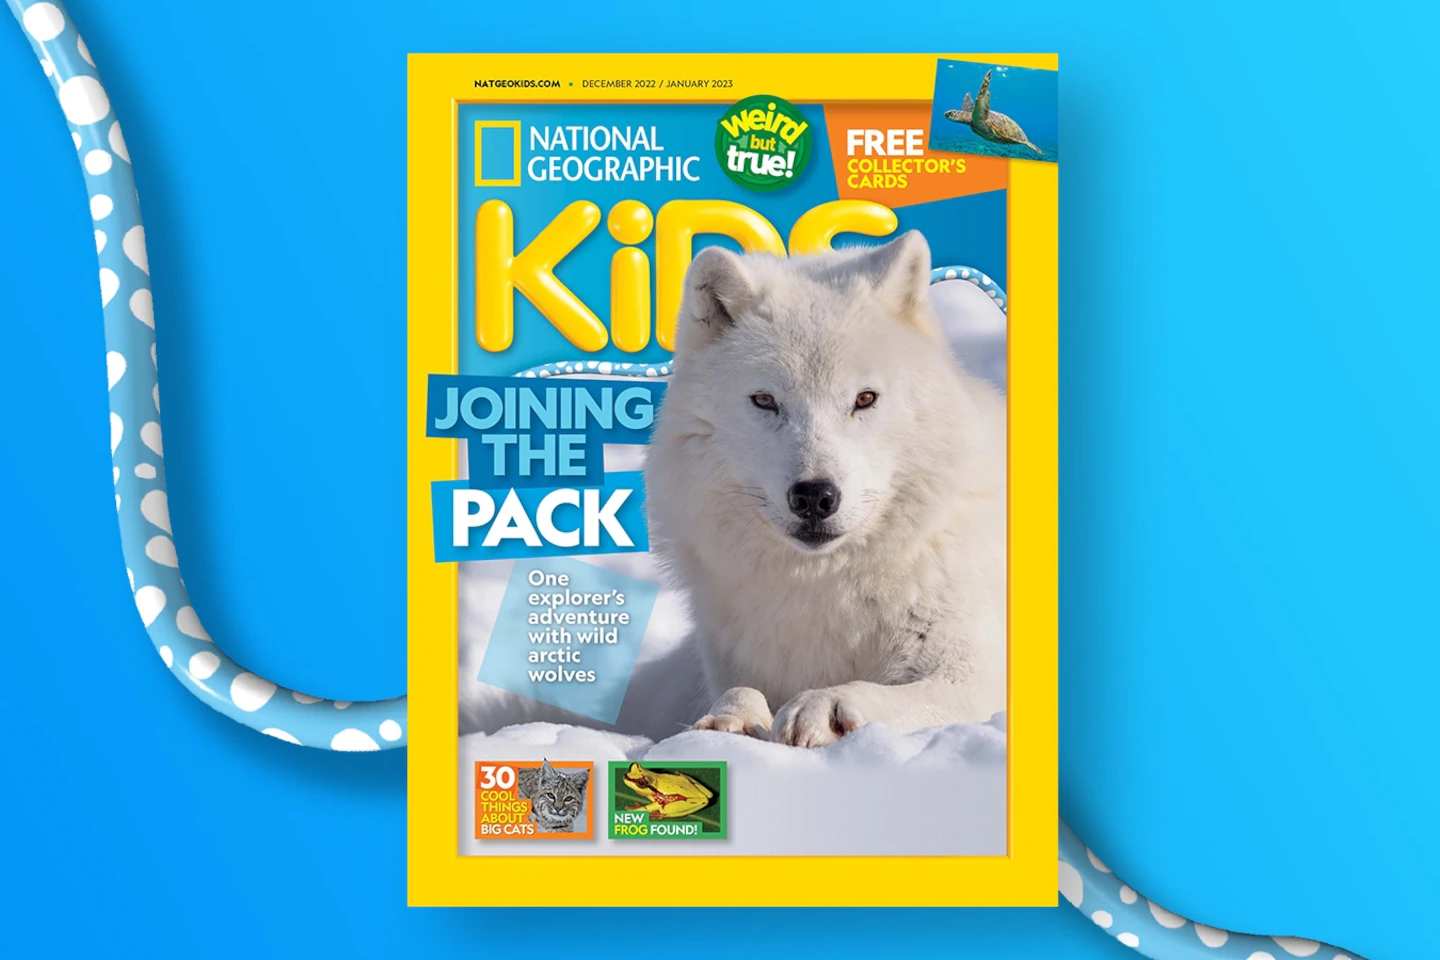 NATGEOKIDS.COM • DECEMBER 2022 / JANUARY 2023
NATIONAL
GEOGRAPHIC
KiDS
weird
but
true!
FREE
COLLECTOR'S
CARDS
JOINING
THE
PACK
One
explorer's
adventure
with wild
arctic
wolves
30
COOL
THINGS
ABOUT
BIG CATS
NEW
FROG FOUND!